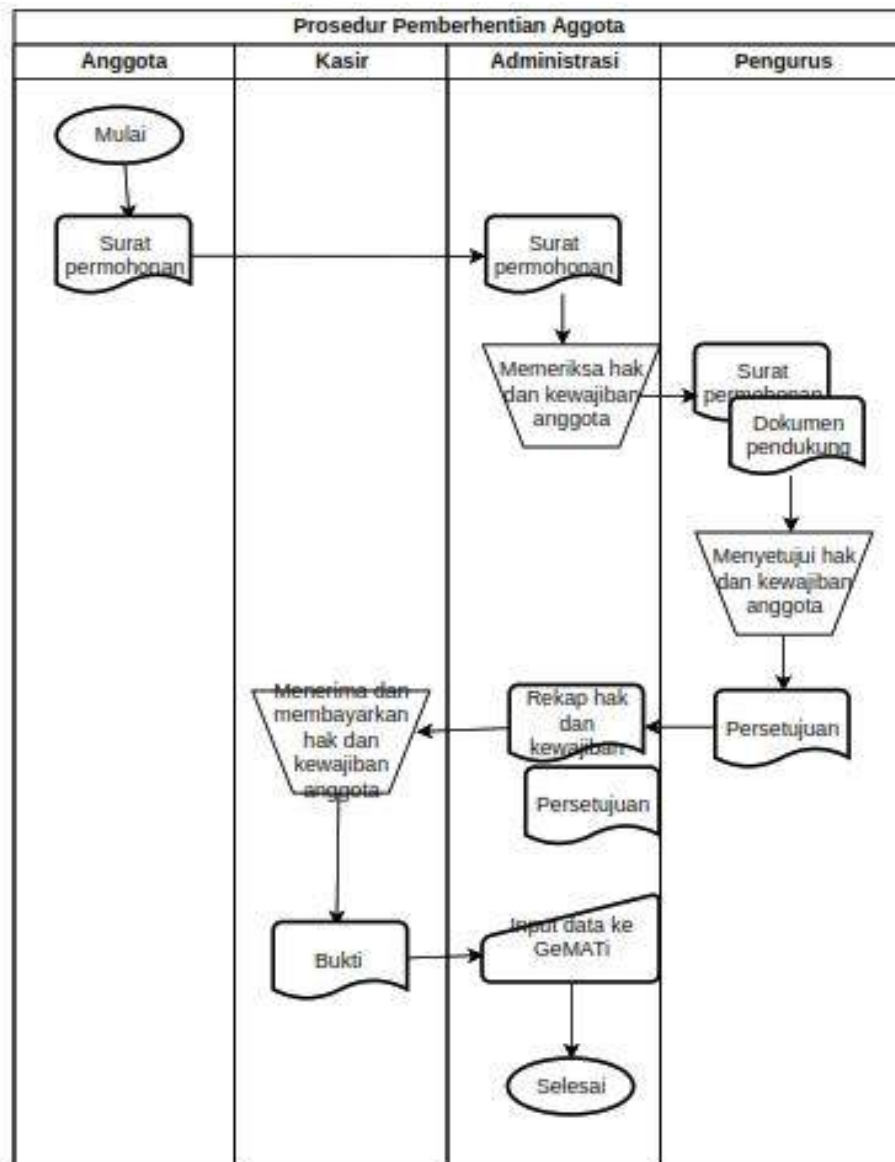 Prosedur Pemberhentian Aggota
Anggota
Kasir
Administrasi
Pengurus
Mulai
Surat
permohonan
Surat
permohonan
Memeriksa hak
dan kewajiban
anggota
Surat
permohonan
Dokumen
pendukung
Menyetujui hak
dan kewajiban
anggota
Persetujuan
Rekap hak
dan
kewajiban
Persetujuan
Menerima dan
membayarkan
hak dan
kewajiban
anggota
Bukti
Input data ke
GeMATi
Selesai